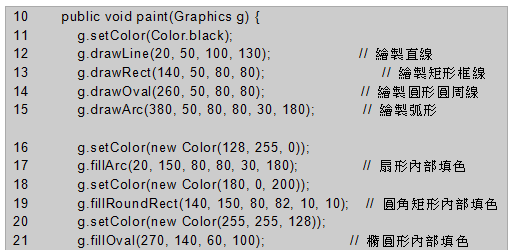 10 public void paint(Graphics g) {
11 g.setColor(Color.black);
12 g.drawLine(20, 50, 100, 130); // 繪製直線
13 g.drawRect(140, 50, 80, 80); // 繪製矩形框線
14 g.drawOval(260, 50, 80, 80); // 繪製圓形圓周線
15 g.drawArc(380, 50, 80, 80, 30, 180); // 繪製弧形
16 g.setColor(new Color(128, 255, 0));
17 g.fillArc(20, 150, 80, 80, 30, 180); // 扇形內部填色
18 g.setColor(new Color(180, 0, 200));
19 g.fillRoundRect(140, 150, 80, 82, 10, 10); // 圓角矩形內部填色
20 g.setColor(new Color(255, 255, 128));
21 g.fillOval(270, 140, 60, 100); // 橢圓形內部填色